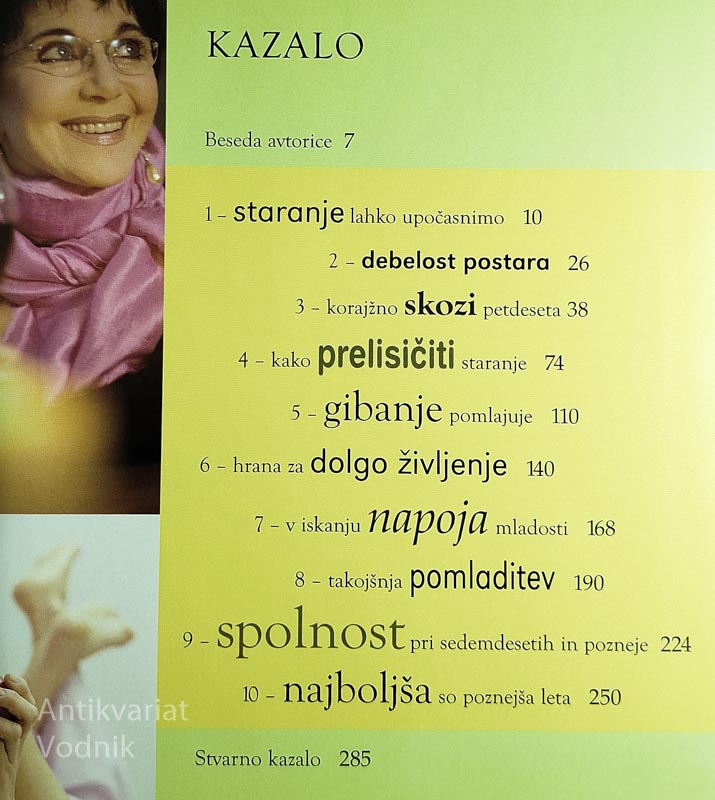 KAZALO
Beseda avtorice 7
1 – staranje lahko upočasnimo 10
2 – debelost postara 26
3 – korajžno skozi petdeseta 38
4 – kako prelisičiti staranje 74
5 – gibanje pomlajuje 110
6 – hrana za dolgo življenje 140
7 – v iskanju napoja mladosti 168
8 – takojšnja pomladitev 190
9 – spolnost pri sedemdesetih in pozneje 224
10 – najboljša so poznejša leta 250
Stvarno kazalo 285
Antikvariat
Vodnik